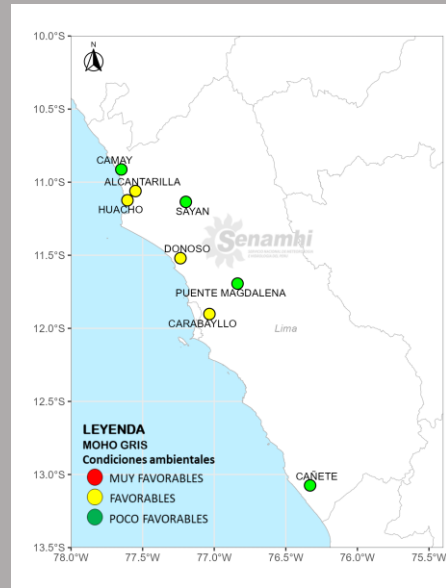 10.0°S
N
10.5°S
CAMAY
11.0°S
ALCANTARILLA
HUACHO
SAYAN
Senamhi
DONOSO
11.5°S
PUENTE MAGDALENA
CARABAYLLO
Lima
12.0°S
12.5°S
LEYENDA
MOHO GRIS
Condiciones ambientales
13.0°S
CAÑETE
MUY FAVORABLES
FAVORABLES
POCO FAVORABLES
13.5°S
78.0°W 77.5°W 77.0°W 76.5°W 76.0°W 75.5°W